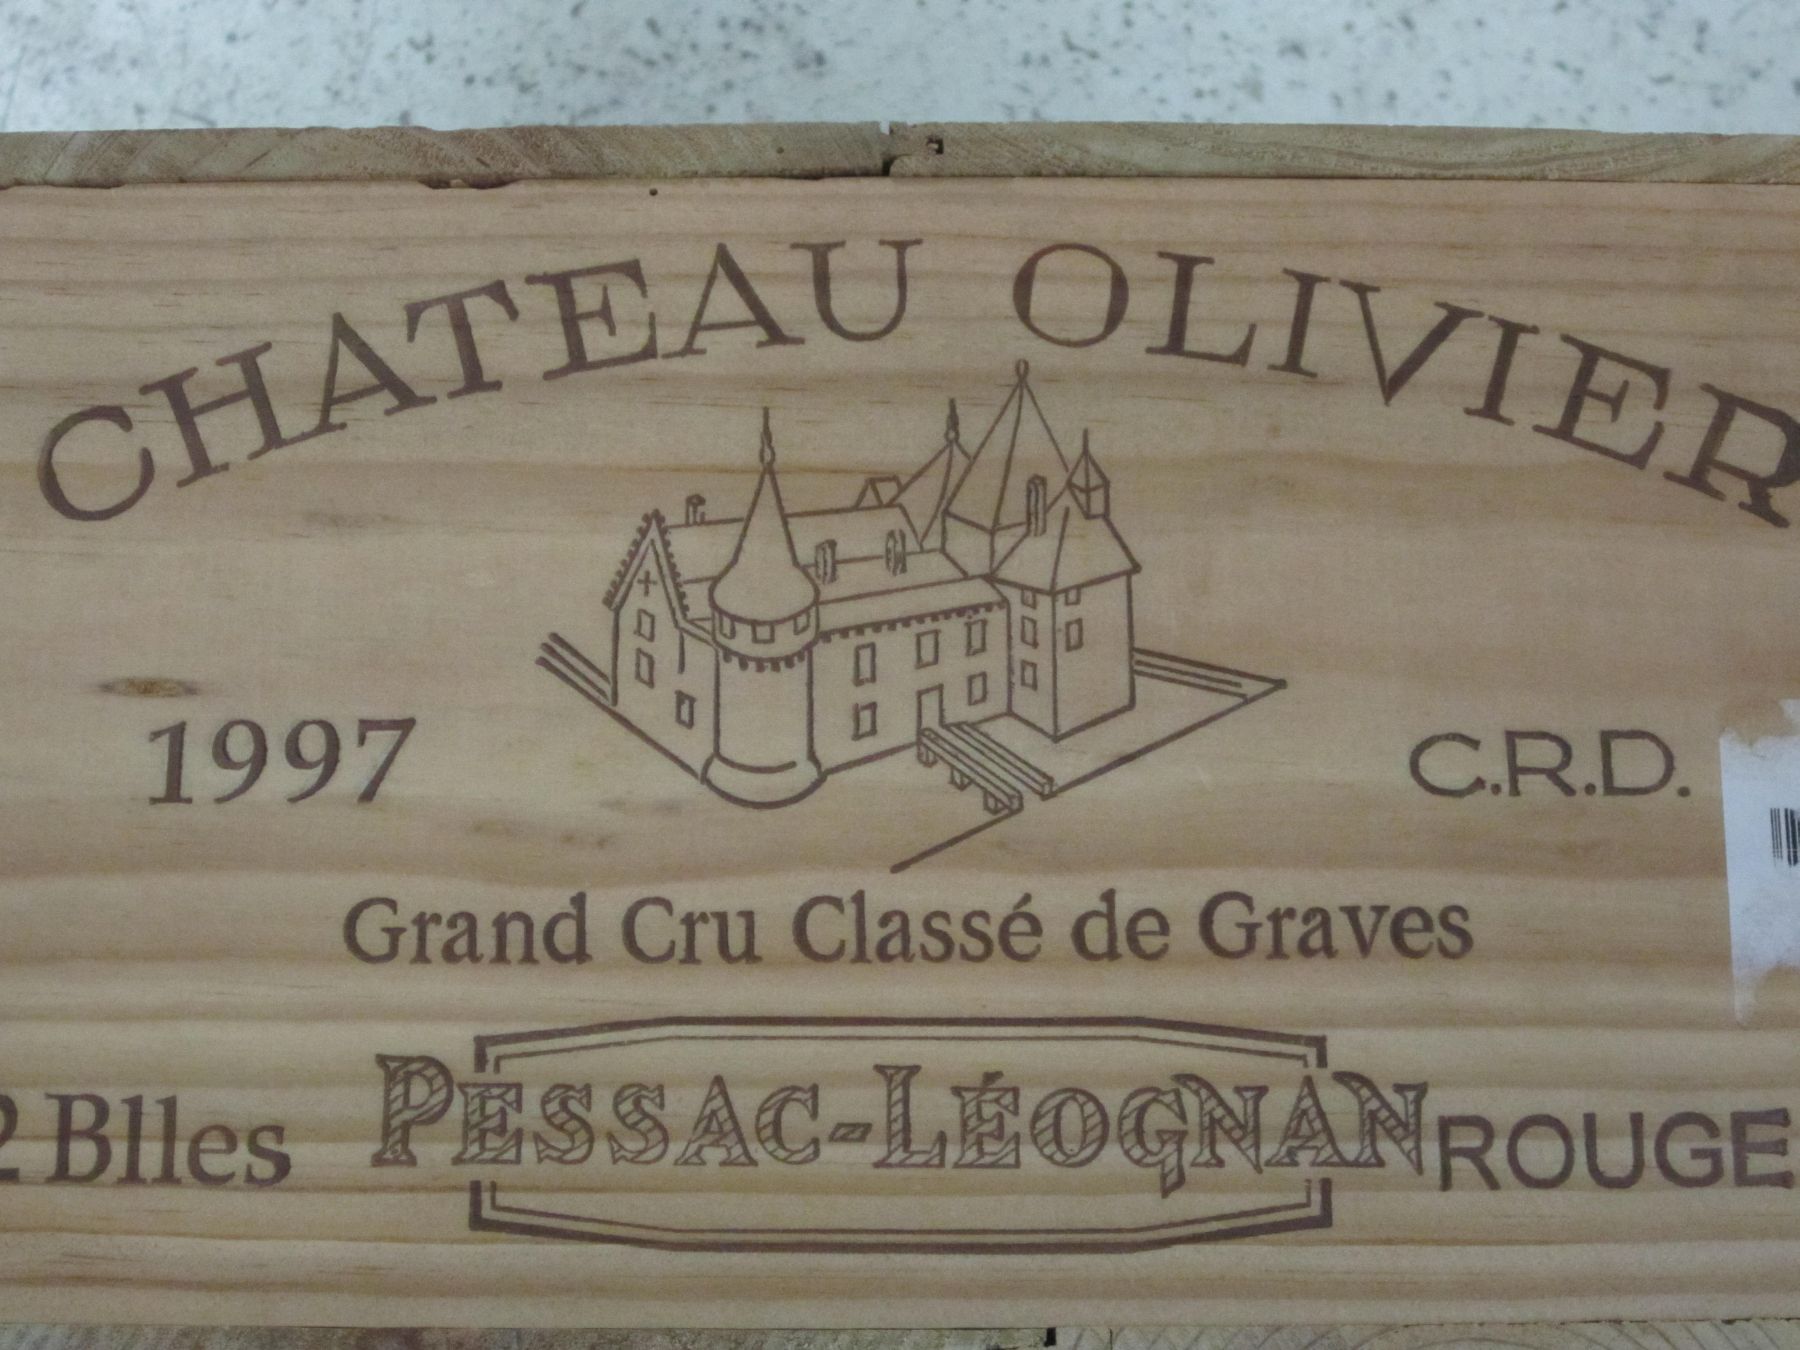 CHATEAU OLIVIER
1997
C.R.D.
Grand Cru Classé de Graves
2 Blles PESSAC-LÉOGNAN ROUGE